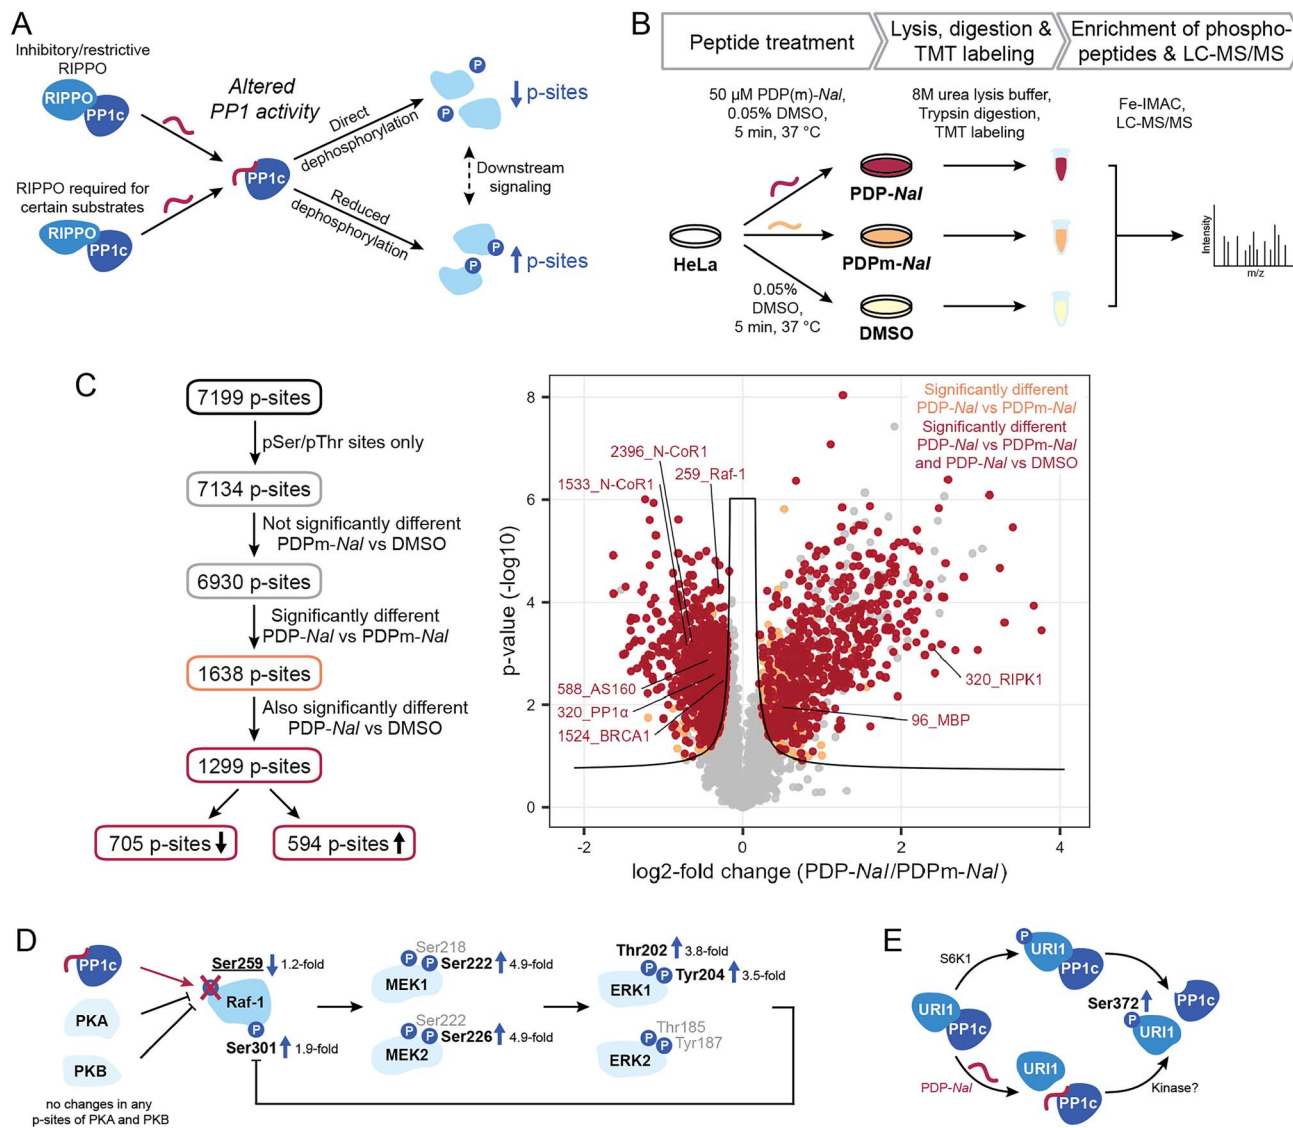 A
Inhibitory/restrictive
RIPPO
RIPPO
PP1c
RIPPO required for
certain substrates
RIPPO
PP1c
Altered
PP1 activity
PP1c
Direct
dephosphorylation
Reduced
dephosphorylation
P
P
p-sites
Downstream
signaling
P
P
p-sites
B
Peptide treatment
Lysis, digestion &
TMT labeling
Enrichment of phospho-
peptides & LC-MS/MS
50 µM PDP(m)-Nal,
0.05% DMSO,
5 min, 37 °C
8M urea lysis buffer,
Trypsin digestion,
TMT labeling
Fe-IMAC,
LC-MS/MS
HeLa
PDP-Nal
PDPm-Nal
0.05%
DMSO,
5 min, 37 °C
DMSO
Intensity
m/z
C
7199 p-sites
pSer/pThr sites only
7134 p-sites
Not significantly different
PDPm-Nal vs DMSO
6930 p-sites
Significantly different
PDP-Nal vs PDPm-Nal
1638 p-sites
Also significantly different
PDP-Nal vs DMSO
1299 p-sites
705 p-sites
594 p-sites
Significantly different
PDP-Nal vs PDPm-Nal
Significantly different
PDP-Nal vs PDPm-Nal
and PDP-Nal vs DMSO
2396_N-CoR1
259_Raf-1
1533_N-CoR1
588_AS160
320_PP1α
1524_BRCA1
320_RIPK1
96_MBP
8
6
4
2
0
p-value (-log10)
-2
0
2
4
log2-fold change (PDP-Nal/PDPm-Nal)
D
PP1c
PKA
PKB
no changes in any
p-sites of PKA and PKB
Ser259
1.2-fold
Raf-1
P
Ser301
1.9-fold
Ser218
P
P
Ser222
4.9-fold
MEK1
Ser222
P
P
Ser226
4.9-fold
MEK2
Thr202
3.8-fold
P
P
Tyr204
3.5-fold
ERK1
Thr185
P
P
Tyr187
ERK2
E
URI1
PP1c
S6K1
P
URI1
PP1c
PP1c
Ser372
P
URI1
PDP-Nal
URI1
PP1c
Kinase?